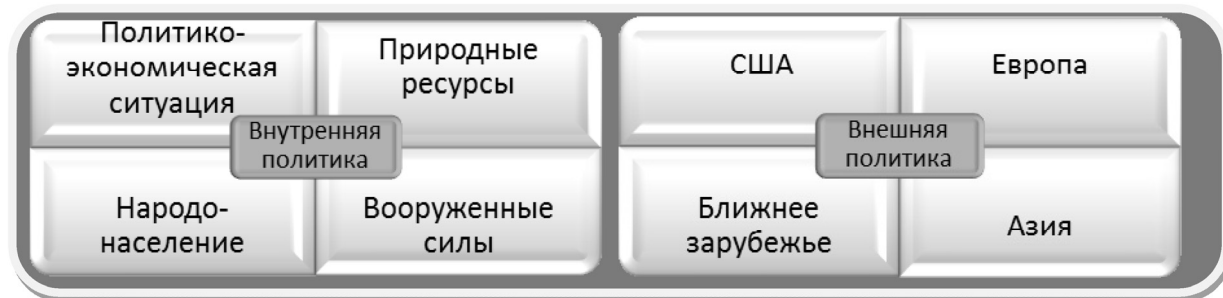 Политико-
экономическая
ситуация
Природные
ресурсы
Внутренняя
политика
Народо-
население
Вооруженные
силы
США
Европа
Внешняя
политика
Ближнее
зарубежье
Азия